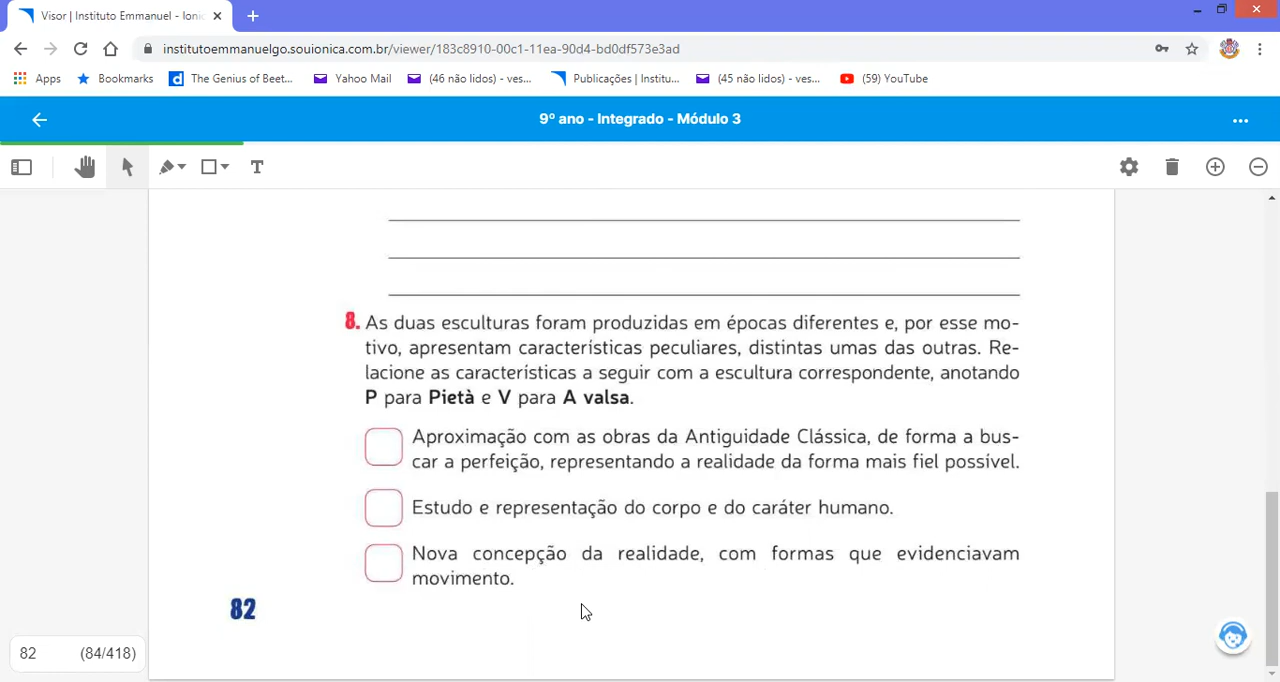 Visor | Instituto Emmanuel - Ioni
institutoemmanuelgo.souionica.com.br/viewer/183c8910-00c1-11ea-90d4-bd0df573e3ad
Apps Bookmarks The Genius of Beet... Yahoo Mail (46 não lidos) - ves... Publicações | Institu... (45 não lidos) - ves... (59) YouTube
9º ano - Integrado - Módulo 3
T
8. As duas esculturas foram produzidas em épocas diferentes e, por esse mo-
tivo, apresentam características peculiares, distintas umas das outras. Re-
lacione as características a seguir com a escultura correspondente, anotando
P para Pietà e V para A valsa.
Aproximação com as obras da Antiguidade Clássica, de forma a bus-
car a perfeição, representando a realidade da forma mais fiel possível.
Estudo e representação do corpo e do caráter humano.
Nova concepção da realidade, com formas que evidenciavam
movimento.
82
82 (84/418)